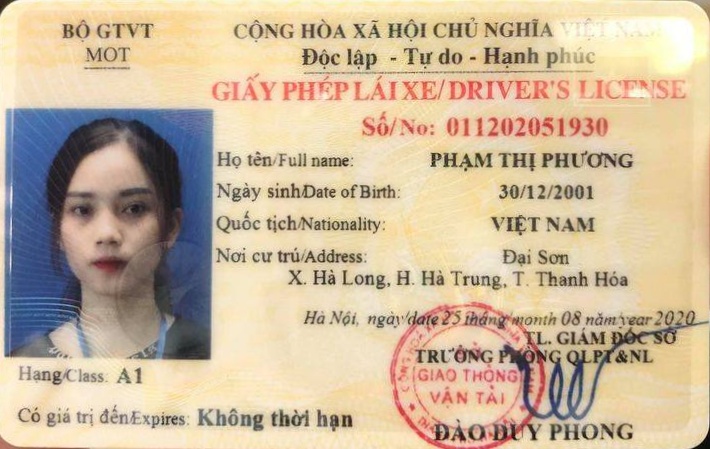 BỘ GTVT
MOT
CỘNG HÒA XÃ HỘI CHỦ NGHĨA VIỆT NAM
Độc lập - Tự do - Hạnh phúc
GIẤY PHÉP LÁI XE/ DRIVER'S LICENSE
Số/No: 011202051930
Họ tên/Full name: PHẠM THỊ PHƯƠNG
Ngày sinh/Date of Birth: 30/12/2001
Quốc tịch/Nationality: VIỆT NAM
Nơi cư trú/Address: Đại Sơn
X. Hà Long, H. Hà Trung, T. Thanh Hóa
Hà Nội, ngày/date 25 tháng/month 08 năm/year 2020
TL. GIÁM ĐỐC SỞ
TRƯỞNG PHÒNG QLPT&NL
GIAO THÔNG
VẬN TẢI
ĐÀO DUY PHONG
Hạng/Class: A1
Có giá trị đến/Expires: Không thời hạn